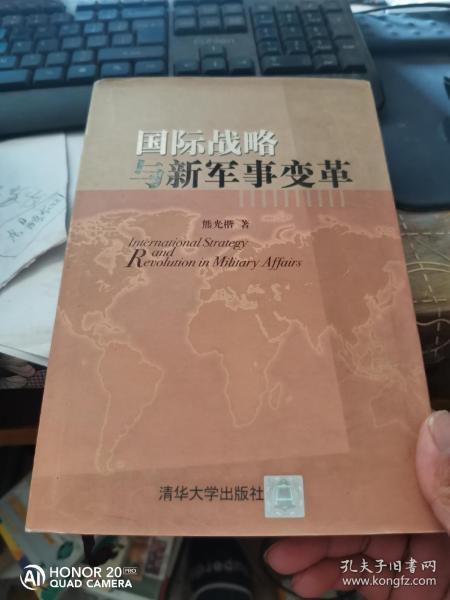 国际战略
与新军事变革
熊光楷 著
International Strategy
and
Revolution in Military Affairs
清华大学出版社
AI HONOR 20 PRO
QUAD CAMERA
孔夫子旧书网
www.kongfz.com